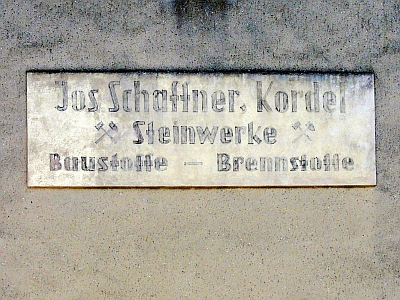 Jos Schaffner, Kordel
Steinwerke
Baustoffe — Brennstoffe